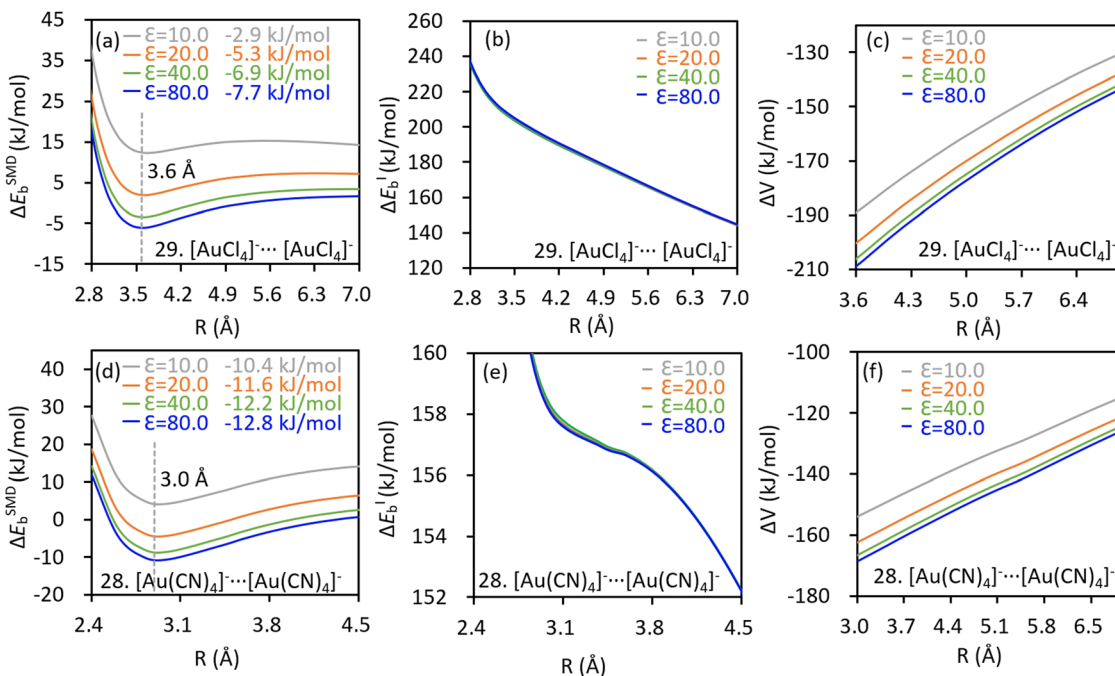 (a)
ε=10.0 -2.9 kJ/mol
ε=20.0 -5.3 kJ/mol
ε=40.0 -6.9 kJ/mol
ε=80.0 -7.7 kJ/mol
3.6 Å
45
35
25
15
5
-5
-15
ΔE_b^SMD (kJ/mol)
29. [AuCl₄]⁻··· [AuCl₄]⁻
2.8 3.5 4.2 4.9 5.6 6.3 7.0
R (Å)
(b)
ε=10.0
ε=20.0
ε=40.0
ε=80.0
260
240
220
200
180
160
140
120
ΔE_b^I (kJ/mol)
29. [AuCl₄]⁻··· [AuCl₄]⁻
2.8 3.5 4.2 4.9 5.6 6.3 7.0
R (Å)
(c)
ε=10.0
ε=20.0
ε=40.0
ε=80.0
-130
-150
-170
-190
-210
ΔV (kJ/mol)
29. [AuCl₄]⁻··· [AuCl₄]⁻
3.6 4.3 5.0 5.7 6.4
R (Å)
(d)
ε=10.0 -10.4 kJ/mol
ε=20.0 -11.6 kJ/mol
ε=40.0 -12.2 kJ/mol
ε=80.0 -12.8 kJ/mol
3.0 Å
40
30
20
10
0
-10
-20
ΔE_b^SMD (kJ/mol)
28. [Au(CN)₄]⁻···[Au(CN)₄]⁻
2.4 3.1 3.8 4.5
R (Å)
(e)
ε=10.0
ε=20.0
ε=40.0
ε=80.0
160
158
156
154
152
ΔE_b^I (kJ/mol)
28. [Au(CN)₄]⁻···[Au(CN)₄]⁻
2.4 3.1 3.8 4.5
R (Å)
(f)
ε=10.0
ε=20.0
ε=40.0
ε=80.0
-100
-120
-140
-160
-180
ΔV (kJ/mol)
28. [Au(CN)₄]⁻···[Au(CN)₄]⁻
3.0 3.7 4.4 5.1 5.8 6.5
R (Å)